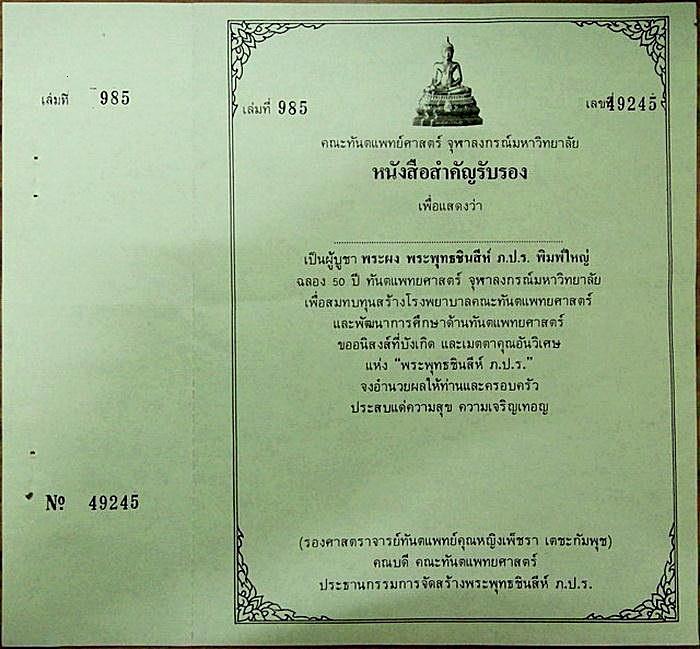 เล่มที่ 985
เล่มที่ 985
เลขที่ 49245
คณะทันตแพทย์ศาสตร์ จุฬาลงกรณ์มหาวิทยาลัย
หนังสือสำคัญรับรอง
เพื่อแสดงว่า
เป็นผู้บูชา พระผง พระพุทธชินสีห์ ภ.ป.ร. พิมพ์ใหญ่
ฉลอง 50 ปี ทันตแพทยศาสตร์ จุฬาลงกรณ์มหาวิทยาลัย
เพื่อสมทบทุนสร้างโรงพยาบาลคณะทันตแพทยศาสตร์
และพัฒนาการศึกษาด้านทันตแพทยศาสตร์
ขออนิสงส์ที่บังเกิด และเมตตาคุณอันวิเศษ
แห่ง "พระพุทธชินสีห์ ภ.ป.ร."
จงอำนวยผลให้ท่านและครอบครัว
ประสบแด่ความสุข ความเจริญเทอญ
Nº 49245
(รองศาสตราจารย์ทันตแพทย์คุณหญิงเพ็ชรา เตชะกัมพุช)
คณบดี คณะทันตแพทยศาสตร์
ประธานกรรมการจัดสร้างพระพุทธชินสีห์ ภ.ป.ร.